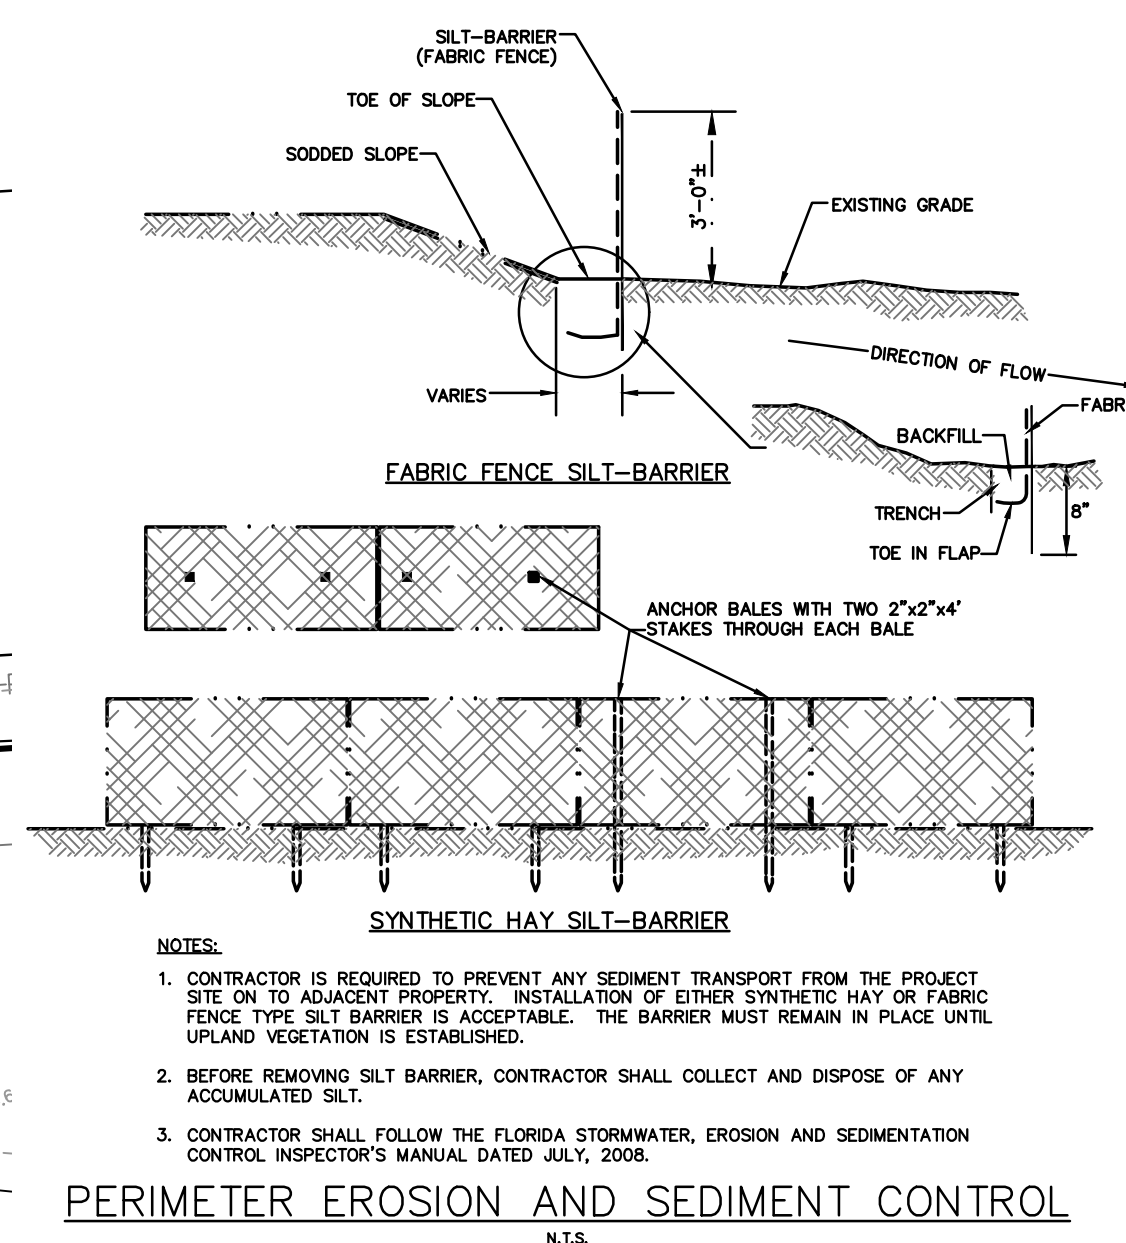 SILT-BARRIER
(FABRIC FENCE)
TOE OF SLOPE
SODDED SLOPE
3'-0"±
EXISTING GRADE
DIRECTION OF FLOW
VARIES
FABR
BACKFILL
FABRIC FENCE SILT-BARRIER
TRENCH
8"
TOE IN FLAP
ANCHOR BALES WITH TWO 2"x2"x4'
STAKES THROUGH EACH BALE
SYNTHETIC HAY SILT-BARRIER
NOTES:
1. CONTRACTOR IS REQUIRED TO PREVENT ANY SEDIMENT TRANSPORT FROM THE PROJECT
SITE ON TO ADJACENT PROPERTY. INSTALLATION OF EITHER SYNTHETIC HAY OR FABRIC
FENCE TYPE SILT BARRIER IS ACCEPTABLE. THE BARRIER MUST REMAIN IN PLACE UNTIL
UPLAND VEGETATION IS ESTABLISHED.
2. BEFORE REMOVING SILT BARRIER, CONTRACTOR SHALL COLLECT AND DISPOSE OF ANY
ACCUMULATED SILT.
3. CONTRACTOR SHALL FOLLOW THE FLORIDA STORMWATER, EROSION AND SEDIMENTATION
CONTROL INSPECTOR'S MANUAL DATED JULY, 2008.
PERIMETER EROSION AND SEDIMENT CONTROL
N.T.S.